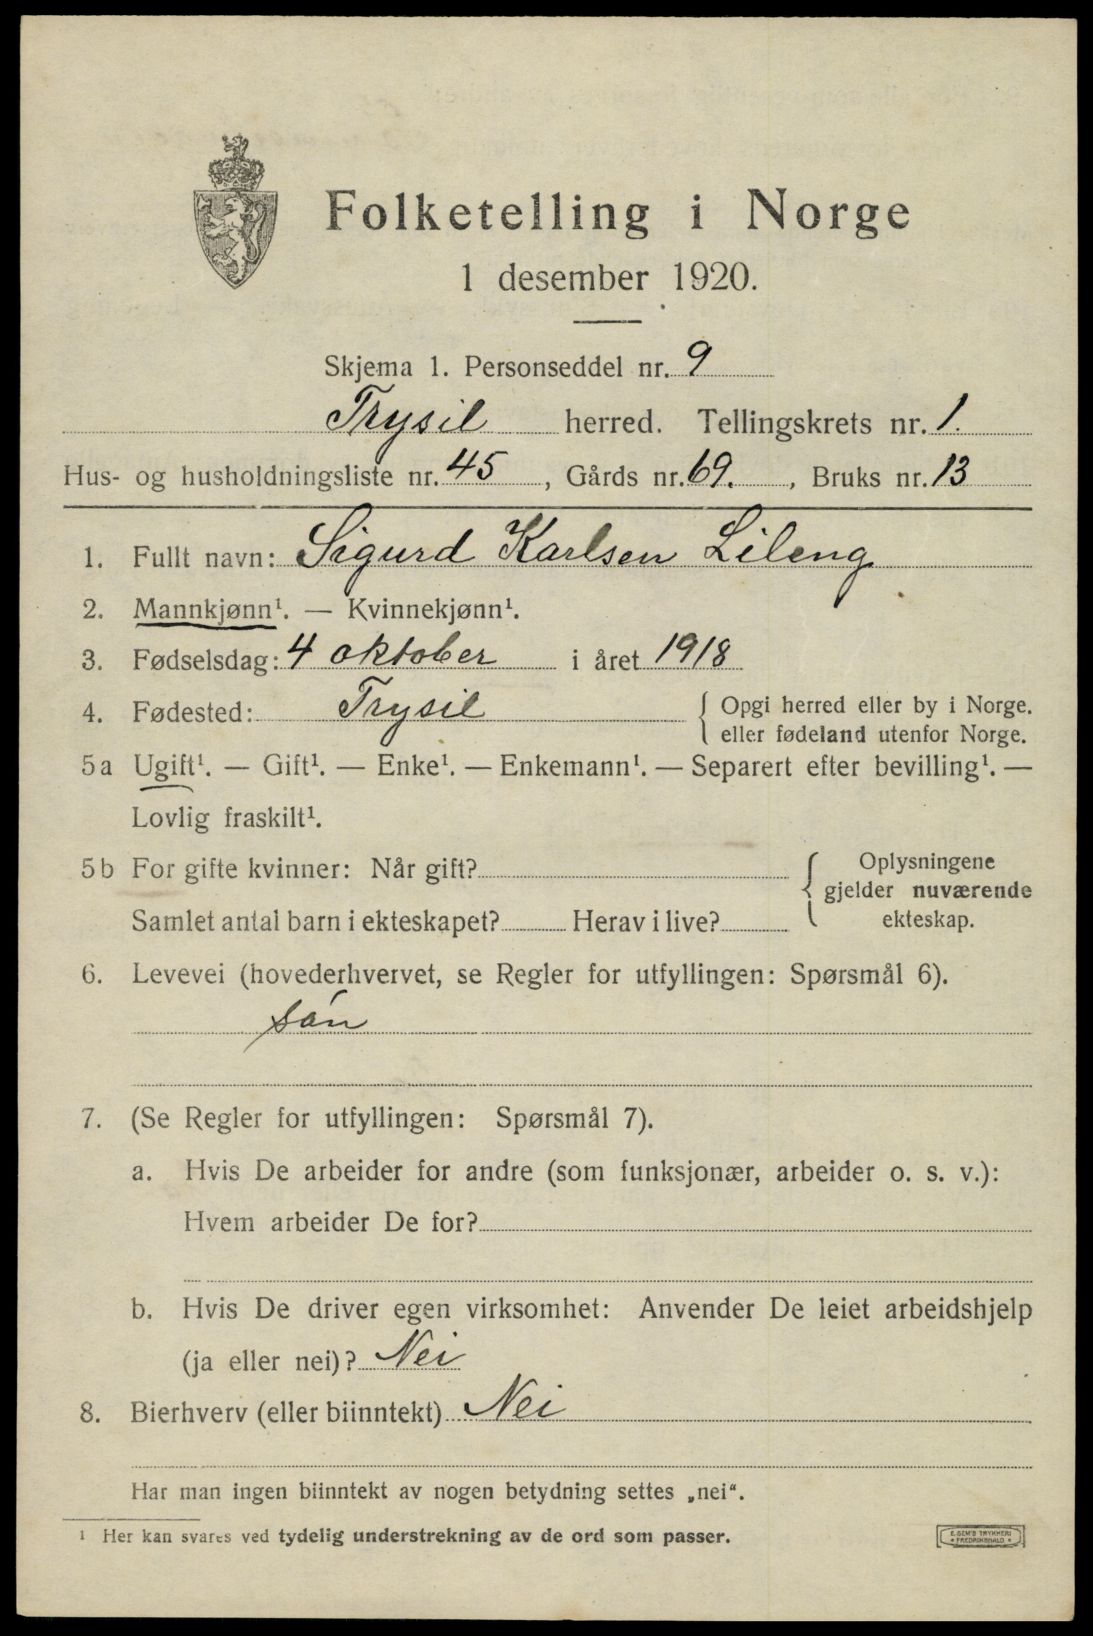 Folketelling i Norge
1 desember 1920.
Skjema 1. Personseddel nr. 9
Trysil herred. Tellingskrets nr. 1.
Hus- og husholdningsliste nr. 45, Gårds nr. 69., Bruks nr. 13
1. Fullt navn: Sigurd Karlsen Lileng
2. Mannkjønn¹. — Kvinnekjønn¹.
3. Fødselsdag: 4 oktober i året 1918
4. Fødested: Trysil { Opgi herred eller by i Norge.
eller fødeland utenfor Norge.
5a Ugift¹. — Gift¹. — Enke¹. — Enkemann¹. — Separert efter bevilling¹. —
Lovlig fraskilt¹.
5b For gifte kvinner: Når gift? { Oplysningene
gjelder nuværende
Samlet antal barn i ekteskapet? Herav i live? ekteskap.
6. Levevei (hovederhvervet, se Regler for utfyllingen: Spørsmål 6).
sön
7. (Se Regler for utfyllingen: Spørsmål 7).
a. Hvis De arbeider for andre (som funksjonær, arbeider o. s. v.):
Hvem arbeider De for?
b. Hvis De driver egen virksomhet: Anvender De leiet arbeidshjelp
(ja eller nei)? Nei
8. Bierhverv (eller biinntekt) Nei
Har man ingen biinntekt av nogen betydning settes „nei“.
¹ Her kan svares ved tydelig understrekning av de ord som passer.
E. SEM'S TRYKKERI
• FREDRIKSHALD •